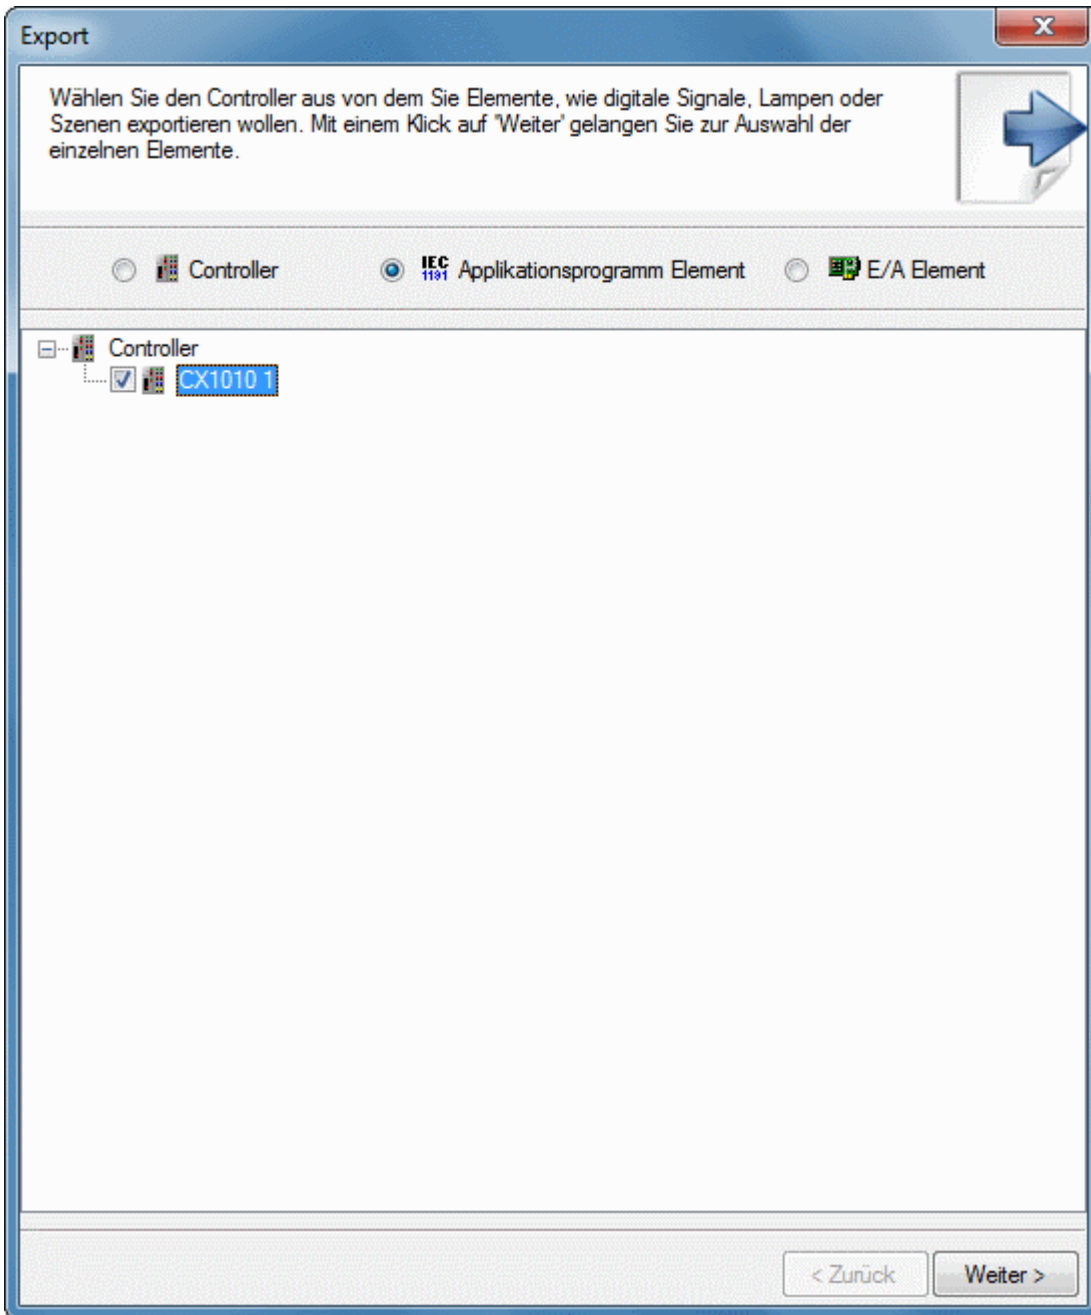 Export
Wählen Sie den Controller aus von dem Sie Elemente, wie digitale Signale, Lampen oder
Szenen exportieren wollen. Mit einem Klick auf 'Weiter' gelangen Sie zur Auswahl der
einzelnen Elemente.
Controller
IEC 1131 Applikationsprogramm Element
E/A Element
Controller
CX1010 1
< Zurück
Weiter >